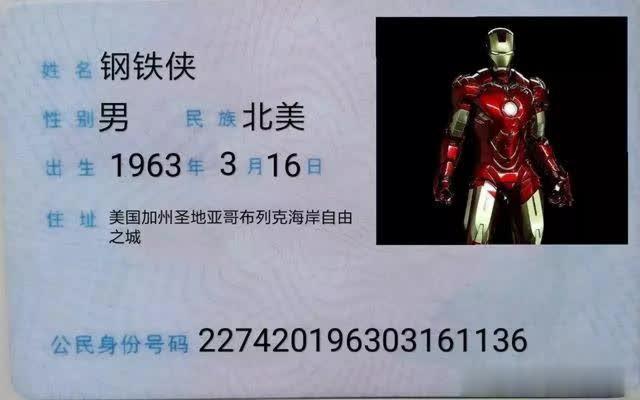 姓名 钢铁侠
性别 男 民族 北美
出生 1963 年 3 月 16 日
住址 美国加州圣地亚哥布列克海岸自由
之城
公民身份号码 227420196303161136